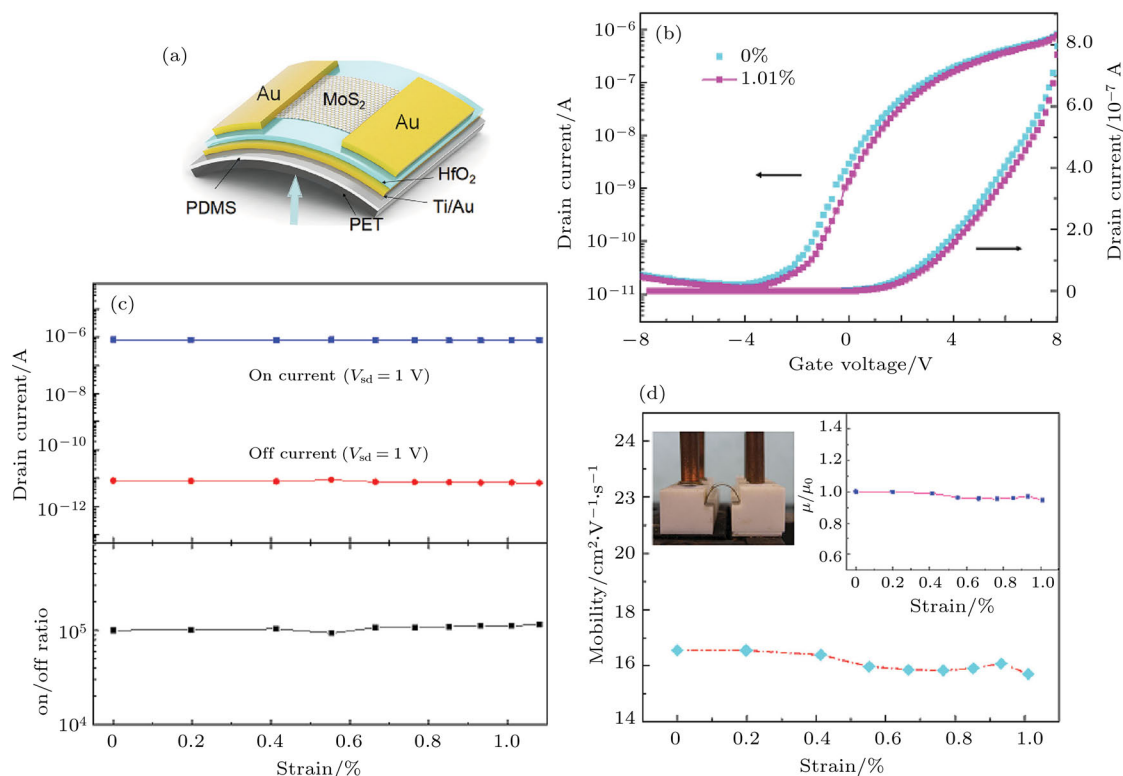 (a)
Au
MoS₂
Au
HfO₂
PDMS
Ti/Au
PET
(b)
0%
1.01%
10⁻⁶
10⁻⁷
10⁻⁸
10⁻⁹
10⁻¹⁰
10⁻¹¹
Drain current/A
8.0
6.0
4.0
2.0
0
Drain current/10⁻⁷ A
−8
−4
0
4
8
Gate voltage/V
(c)
10⁻⁶
10⁻⁸
10⁻¹⁰
10⁻¹²
Drain current/A
On current (Vsd = 1 V)
Off current (Vsd = 1 V)
10⁵
10⁴
on/off ratio
0
0.2
0.4
0.6
0.8
1.0
Strain/%
(d)
24
23
22
21
20
18
16
14
Mobility/cm²·V⁻¹·s⁻¹
0
0.2
0.4
0.6
0.8
1.0
Strain/%
1.4
1.2
1.0
0.8
0.6
μ/μ₀
0
0.2
0.4
0.6
0.8
1.0
Strain/%